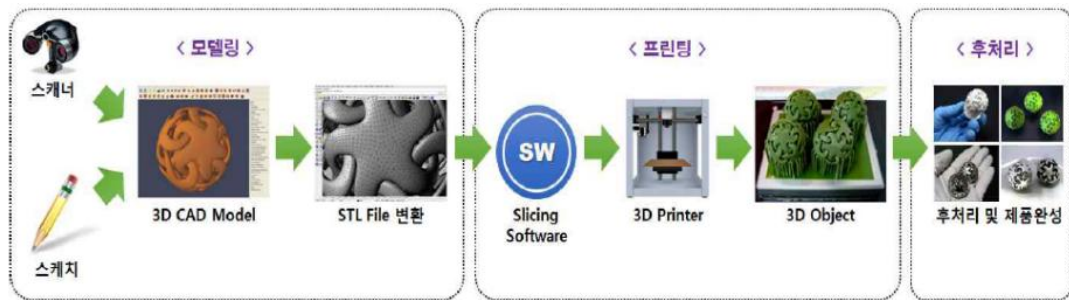 < 모델링 >
스캐너
스케치
3D CAD Model
STL File 변환
< 프린팅 >
SW
Slicing
Software
3D Printer
3D Object
< 후처리 >
후처리 및 제품완성